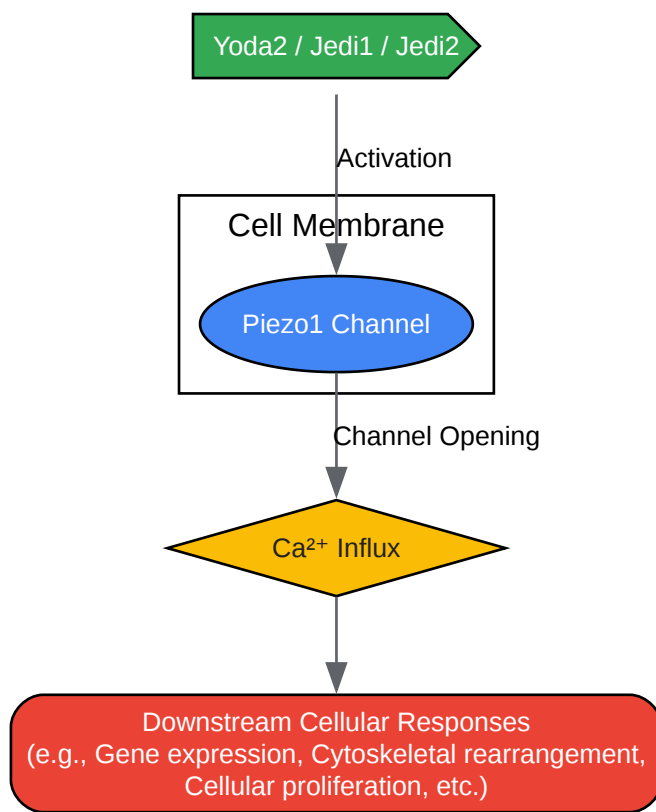 Yoda2 / Jedi1 / Jedi2
Activation
Cell Membrane
Piezo1 Channel
Channel Opening
Ca²⁺ Influx
Downstream Cellular Responses
(e.g., Gene expression, Cytoskeletal rearrangement,
Cellular proliferation, etc.)